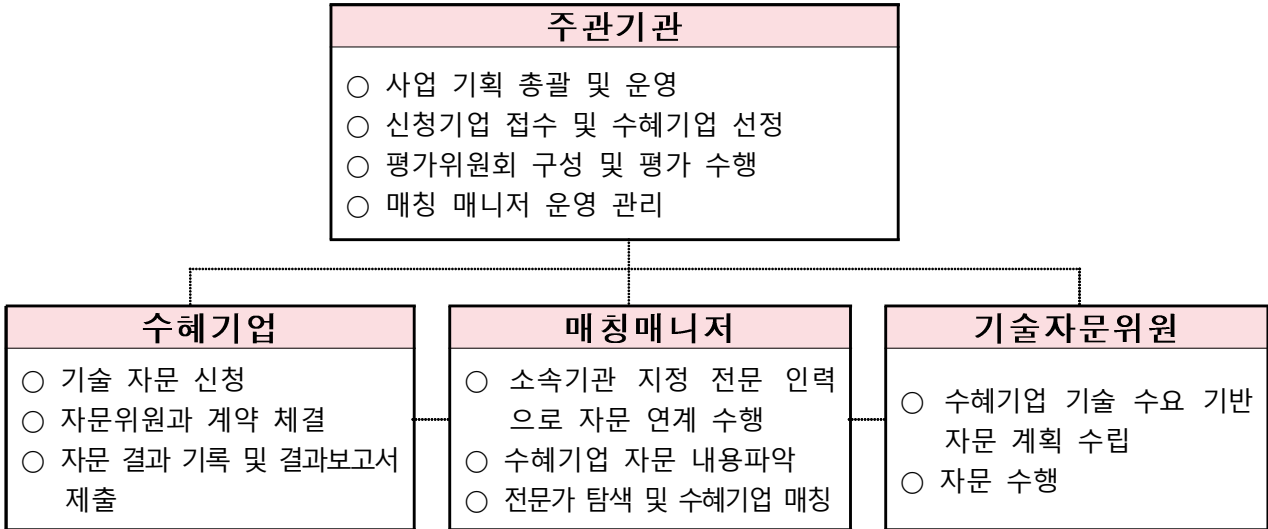 주관기관
○ 사업 기획 총괄 및 운영
○ 신청기업 접수 및 수혜기업 선정
○ 평가위원회 구성 및 평가 수행
○ 매칭 매니저 운영 관리
수혜기업
○ 기술 자문 신청
○ 자문위원과 계약 체결
○ 자문 결과 기록 및 결과보고서
제출
매칭매니저
○ 소속기관 지정 전문 인력
으로 자문 연계 수행
○ 수혜기업 자문 내용파악
○ 전문가 탐색 및 수혜기업 매칭
기술자문위원
○ 수혜기업 기술 수요 기반
자문 계획 수립
○ 자문 수행